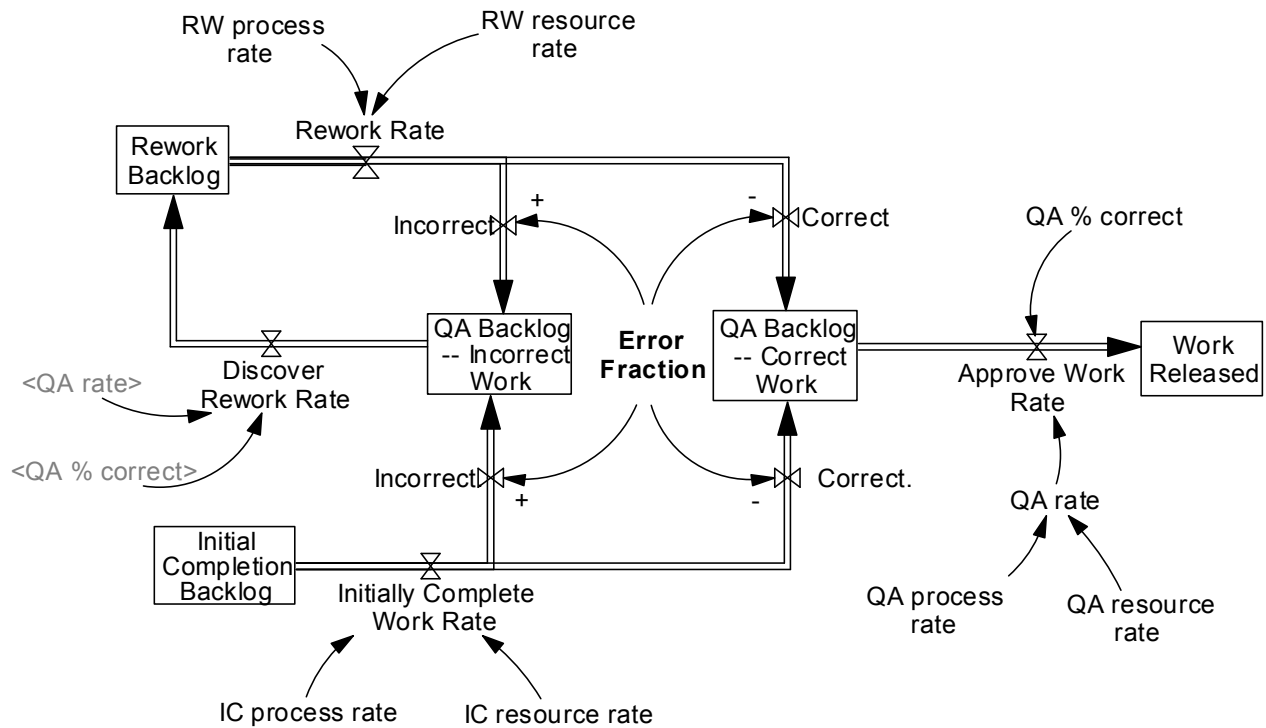 RW process
rate
RW resource
rate
Rework Rate
Rework
Backlog
+
-
Incorrect
Correct
QA % correct
QA Backlog
-- Incorrect
Work
Error
Fraction
QA Backlog
-- Correct
Work
Work
Released
Discover
Rework Rate
Approve Work
Rate
<QA rate>
<QA % correct>
Incorrect
+
-
Correct.
QA rate
Initial
Completion
Backlog
Initially Complete
Work Rate
QA process
rate
QA resource
rate
IC process rate
IC resource rate